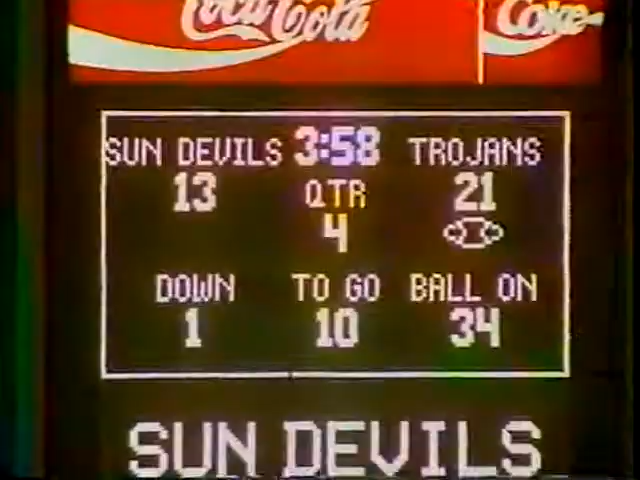 Coca-Cola Coke
SUN DEVILS 3:58 TROJANS
13 QTR 21
4
DOWN TO GO BALL ON
1 10 34
SUN DEVILS